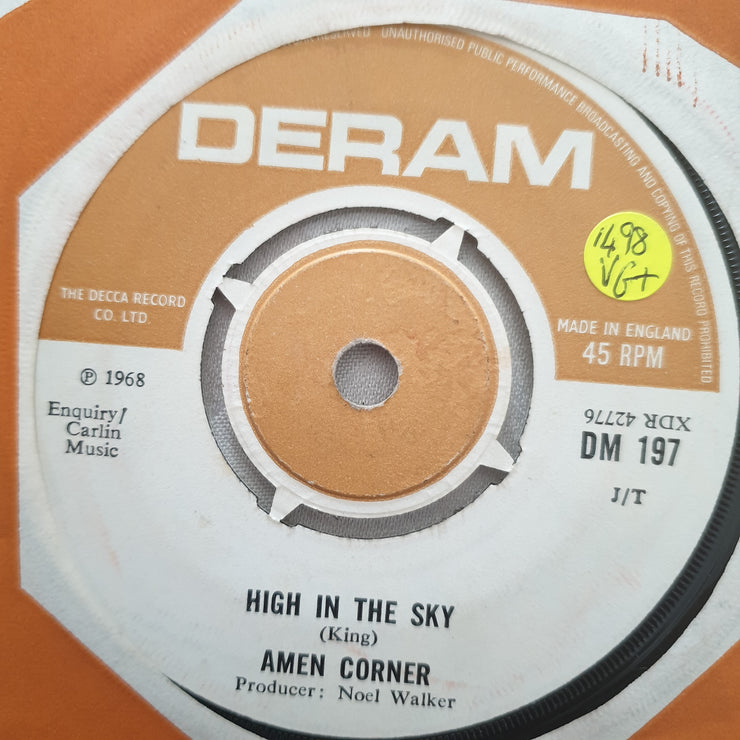 RESERVED UNAUTHORISED PUBLIC PERFORMANCE BROADCASTING AND COPYING OF THIS RECORD PROHIBITED
DERAM
1498
VG+
THE DECCA RECORD
CO. LTD.
MADE IN ENGLAND
45 RPM
℗ 1968
Enquiry/
Carlin
Music
XDR 42776
DM 197
J/T
HIGH IN THE SKY
(King)
AMEN CORNER
Producer: Noel Walker